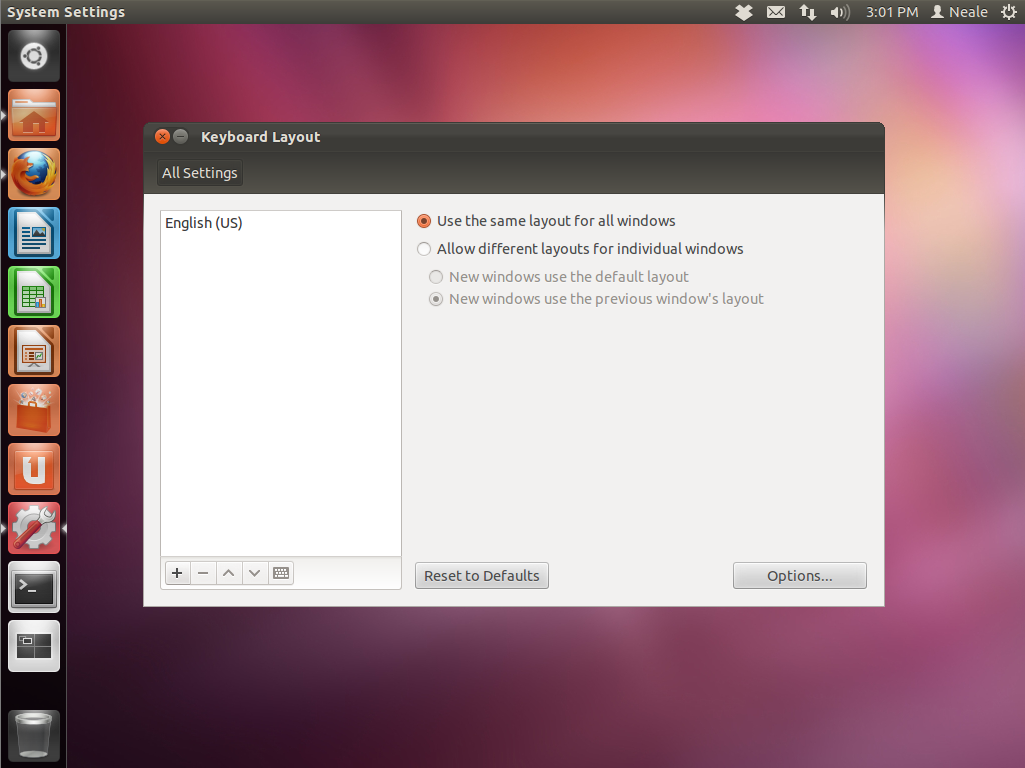 System Settings
3:01 PM Neale
Keyboard Layout
All Settings
English (US)
Use the same layout for all windows
Allow different layouts for individual windows
New windows use the default layout
New windows use the previous window's layout
Reset to Defaults
Options...